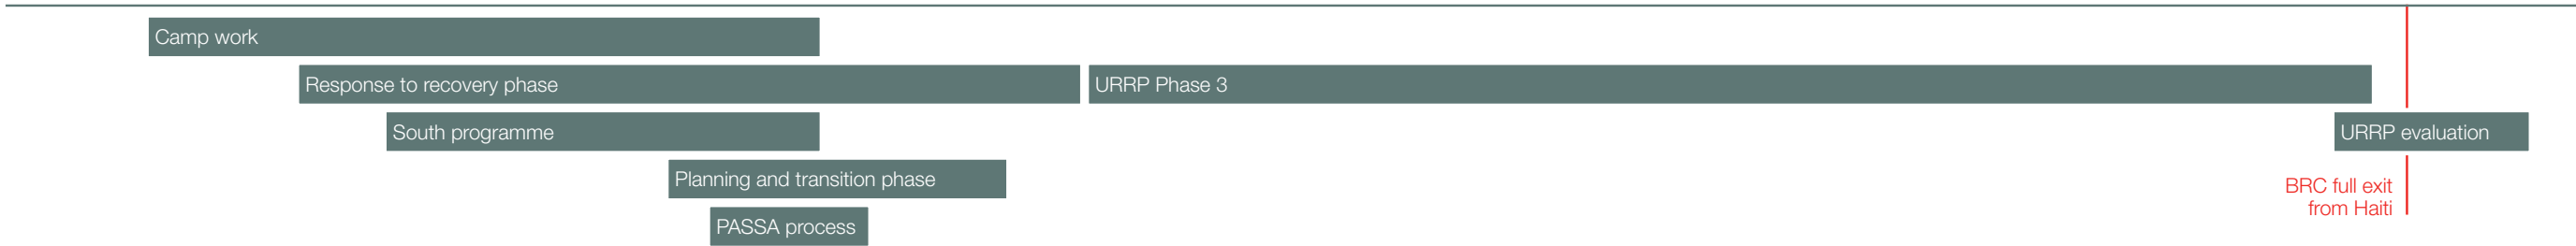 Camp work
Response to recovery phase
URRP Phase 3
South programme
URRP evaluation
Planning and transition phase
BRC full exit
from Haiti
PASSA process